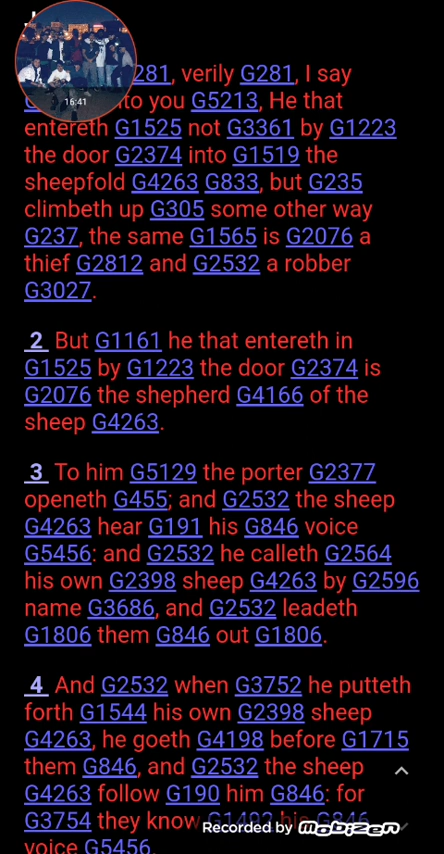 281, verily G281, I say
to you G5213, He that
16:41
entereth G1525 not G3361 by G1223
the door G2374 into G1519 the
sheepfold G4263 G833, but G235
climbeth up G305 some other way
G237, the same G1565 is G2076 a
thief G2812 and G2532 a robber
G3027.
2 But G1161 he that entereth in
G1525 by G1223 the door G2374 is
G2076 the shepherd G4166 of the
sheep G4263.
3 To him G5129 the porter G2377
openeth G455; and G2532 the sheep
G4263 hear G191 his G846 voice
G5456: and G2532 he calleth G2564
his own G2398 sheep G4263 by G2596
name G3686, and G2532 leadeth
G1806 them G846 out G1806.
4 And G2532 when G3752 he putteth
forth G1544 his own G2398 sheep
G4263, he goeth G4198 before G1715
them G846, and G2532 the sheep
G4263 follow G190 him G846: for
G3754 they know G1492 his G846
voice G5456.
Recorded by mobizen